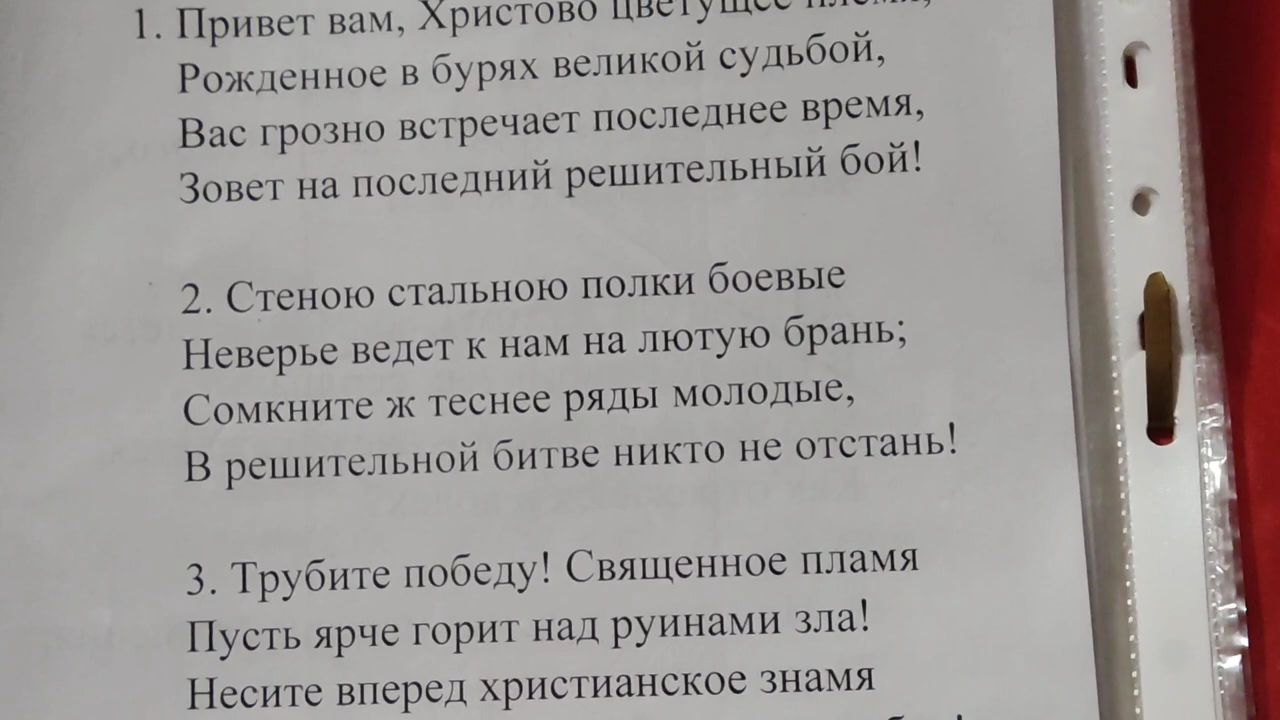 1. Привет вам, Христово цветущее племя,
Рожденное в бурях великой судьбой,
Вас грозно встречает последнее время,
Зовет на последний решительный бой!
2. Стеною стальною полки боевые
Неверье ведет к нам на лютую брань;
Сомкните ж теснее ряды молодые,
В решительной битве никто не отстань!
3. Трубите победу! Священное пламя
Пусть ярче горит над руинами зла!
Несите вперед христианское знамя